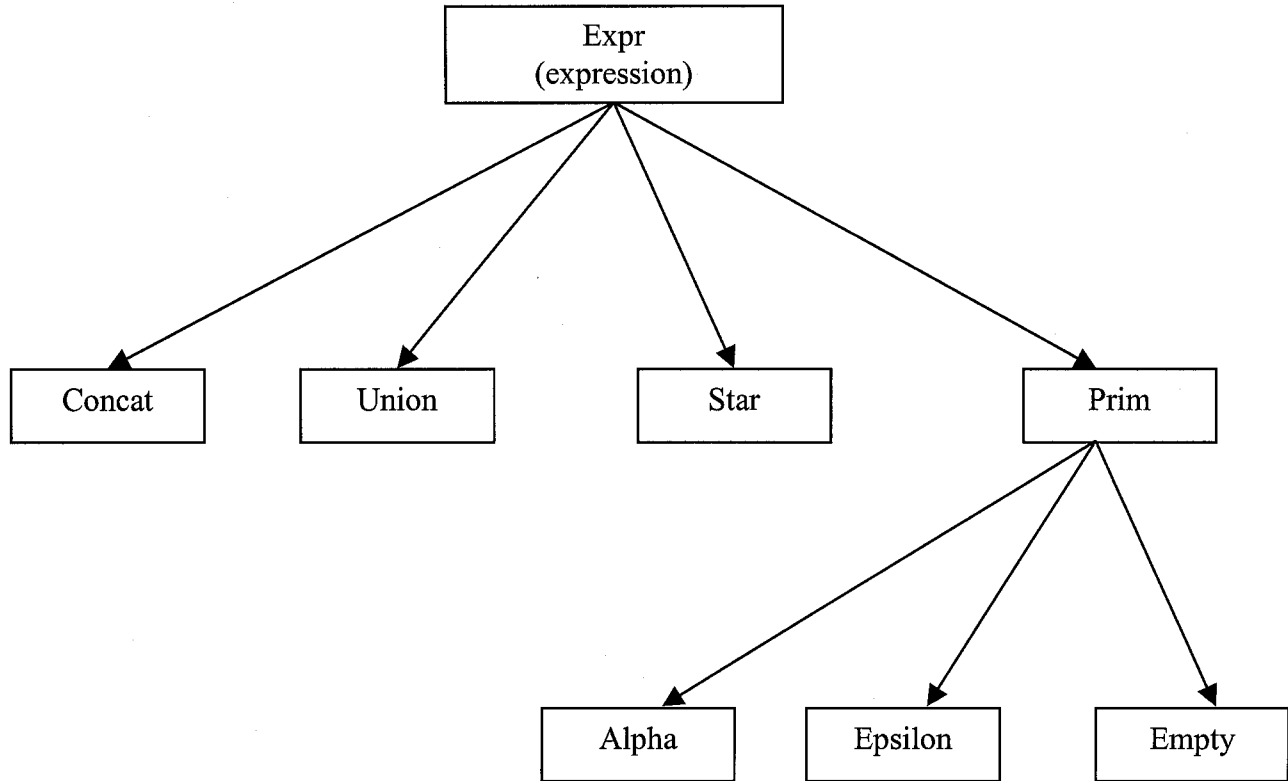 Expr
(expression)
Concat
Union
Star
Prim
Alpha
Epsilon
Empty